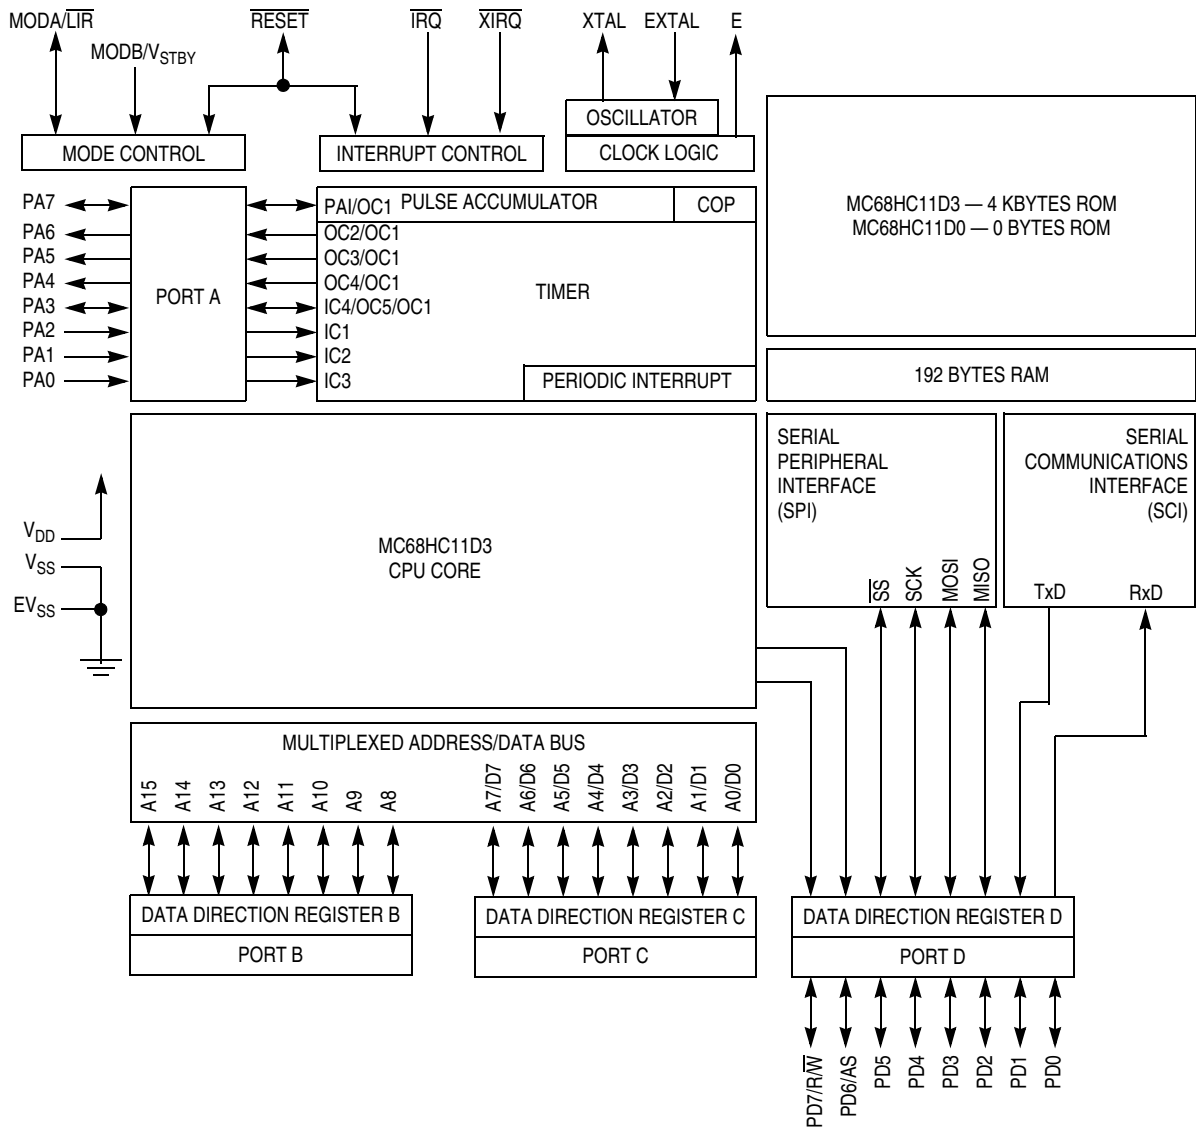 MODA/LIR
MODB/VSTBY
RESET
IRQ
XIRQ
XTAL
EXTAL
E
MODE CONTROL
INTERRUPT CONTROL
OSCILLATOR
CLOCK LOGIC
MC68HC11D3 — 4 KBYTES ROM
MC68HC11D0 — 0 BYTES ROM
PA7
PA6
PA5
PA4
PA3
PA2
PA1
PA0
PORT A
PAI/OC1
PULSE ACCUMULATOR
COP
OC2/OC1
OC3/OC1
OC4/OC1
IC4/OC5/OC1
IC1
IC2
IC3
TIMER
PERIODIC INTERRUPT
192 BYTES RAM
VDD
VSS
EVSS
MC68HC11D3
CPU CORE
SERIAL
PERIPHERAL
INTERFACE
(SPI)
SS
SCK
MOSI
MISO
SERIAL
COMMUNICATIONS
INTERFACE
(SCI)
TxD
RxD
MULTIPLEXED ADDRESS/DATA BUS
A15
A14
A13
A12
A11
A10
A9
A8
A7/D7
A6/D6
A5/D5
A4/D4
A3/D3
A2/D2
A1/D1
A0/D0
DATA DIRECTION REGISTER B
PORT B
DATA DIRECTION REGISTER C
PORT C
DATA DIRECTION REGISTER D
PORT D
PD7/R/W
PD6/AS
PD5
PD4
PD3
PD2
PD1
PD0